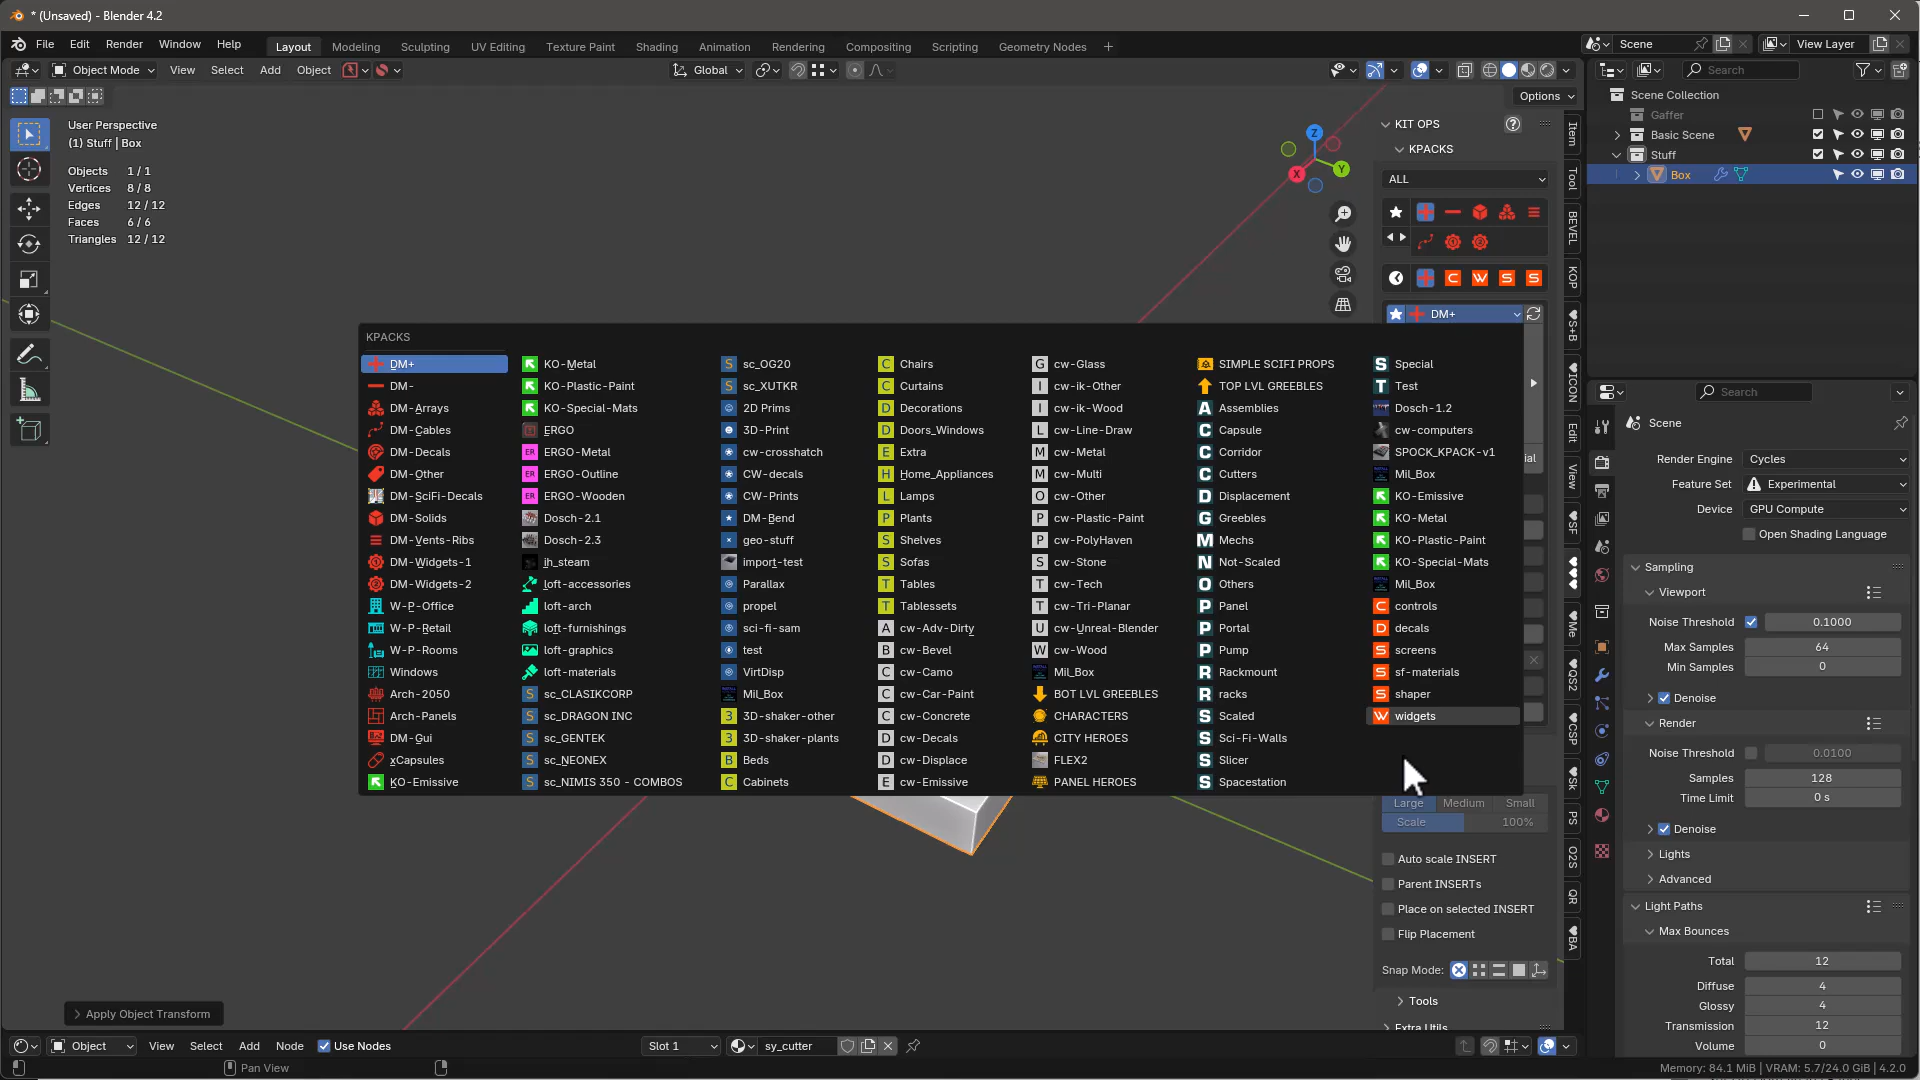 * (Unsaved) - Blender 4.2
File Edit Render Window Help Layout Modeling Sculpting UV Editing Texture Paint Shading Animation Rendering Compositing Scripting Geometry Nodes + Scene View Layer
Object Mode View Select Add Object Global Search
Options
User Perspective
(1) Stuff | Box
Objects 1 / 1
Vertices 8 / 8
Edges 12 / 12
Faces 6 / 6
Triangles 12 / 12
Z
Y
X
KIT OPS
KPACKS
ALL
DM+
KPACKS
DM+
DM-
DM-Arrays
DM-Cables
DM-Decals
DM-Other
DM-SciFi-Decals
DM-Solids
DM-Vents-Ribs
DM-Widgets-1
DM-Widgets-2
W-P-Office
W-P-Retail
W-P-Rooms
Windows
Arch-2050
Arch-Panels
DM-Gui
xCapsules
KO-Emissive
KO-Metal
KO-Plastic-Paint
KO-Special-Mats
ERGO
ERGO-Metal
ERGO-Outline
ERGO-Wooden
Dosch-2.1
Dosch-2.3
ih_steam
loft-accessories
loft-arch
loft-furnishings
loft-graphics
loft-materials
sc_CLASIKCORP
sc_DRAGON INC
sc_GENTEK
sc_NEONEX
sc_NIMIS 350 - COMBOS
sc_OG20
sc_XUTKR
2D Prims
3D-Print
cw-crosshatch
CW-decals
CW-Prints
DM-Bend
geo-stuff
import-test
Parallax
propel
sci-fi-sam
test
VirtDisp
Mil_Box
3D-shaker-other
3D-shaker-plants
Beds
Cabinets
Chairs
Curtains
Decorations
Doors_Windows
Extra
Home_Appliances
Lamps
Plants
Shelves
Sofas
Tables
Tablessets
cw-Adv-Dirty
cw-Bevel
cw-Camo
cw-Car-Paint
cw-Concrete
cw-Decals
cw-Displace
cw-Emissive
cw-Glass
cw-ik-Other
cw-ik-Wood
cw-Line-Draw
cw-Metal
cw-Multi
cw-Other
cw-Plastic-Paint
cw-PolyHaven
cw-Stone
cw-Tech
cw-Tri-Planar
cw-Unreal-Blender
cw-Wood
Mil_Box
BOT LVL GREEBLES
CHARACTERS
CITY HEROES
FLEX2
PANEL HEROES
SIMPLE SCIFI PROPS
TOP LVL GREEBLES
Assemblies
Capsule
Corridor
Cutters
Displacement
Greebles
Mechs
Not-Scaled
Others
Panel
Portal
Pump
Rackmount
racks
Scaled
Sci-Fi-Walls
Slicer
Spacestation
Special
Test
Dosch-1.2
cw-computers
SPOCK_KPACK-v1
Mil_Box
KO-Emissive
KO-Metal
KO-Plastic-Paint
KO-Special-Mats
Mil_Box
controls
decals
screens
sf-materials
shaper
widgets
ial
Large Medium Small
Scale 100%
Auto scale INSERT
Parent INSERTs
Place on selected INSERT
Flip Placement
Snap Mode:
Tools
Extra Utils
Item
Tool
BEVEL
KOP
S+B
ICON
Edit
View
SF
Me
QS2
CSP
Sk
PS
O2S
QR
BA
Scene Collection
Gaffer
Basic Scene
Stuff
Box
Search
Scene
Render Engine Cycles
Feature Set Experimental
Device GPU Compute
Open Shading Language
Sampling
Viewport
Noise Threshold 0.1000
Max Samples 64
Min Samples 0
Denoise
Render
Noise Threshold 0.0100
Samples 128
Time Limit 0 s
Denoise
Lights
Advanced
Light Paths
Max Bounces
Total 12
Diffuse 4
Glossy 4
Transmission 12
Volume 0
Apply Object Transform
Object View Select Add Node Use Nodes Slot 1 sy_cutter
Pan View
Memory: 84.1 MiB | VRAM: 5.7/24.0 GiB | 4.2.0